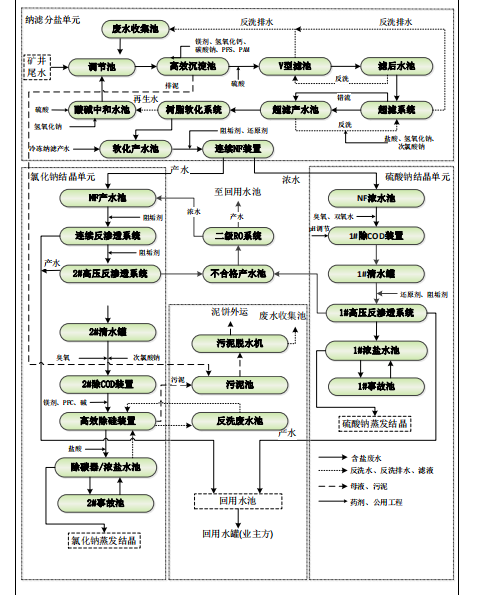 纳滤分盐单元
反洗排水
反洗排水
废水收集池
镁剂、氢氧化钙、
碳酸钠、PFS、PAM
矿井
尾水
调节池
高效沉淀池
V型滤池
滤后水池
硫酸
反洗
排泥
错流
再生水
硫酸
酸碱中和水池
树脂软化系统
超滤产水池
超滤系统
氢氧化钠
反洗
盐酸、氢氧化钠、
次氯酸钠
阻垢剂、还原剂
冷冻纳滤产水
软化产水池
连续NF装置
氯化钠结晶单元
产水
浓水
硫酸钠结晶单元
至回用水池
NF产水池
NF浓水池
产水
浓水
阻垢剂
臭氧、双氧水
pH调节
连续反渗透系统
二级RO系统
1#除COD装置
阻垢剂
产水
2#高压反渗透系统
不合格产水池
1#清水罐
还原剂、阻垢剂
泥饼外运
废水收集池
1#高压反渗透系统
2#清水罐
污泥脱水机
1#浓盐水池
臭氧
次氯酸钠
2#除COD装置
污泥
污泥池
1#事故池
镁剂、PFC、碱
高效除硅装置
反洗废水池
硫酸钠蒸发结晶
产水
盐酸
除碳器/浓盐水池
含盐废水
反洗水、反洗排水、滤液
2#事故池
回用水池
母液、污泥
药剂、公用工程
氯化钠蒸发结晶
回用水罐(业主方)